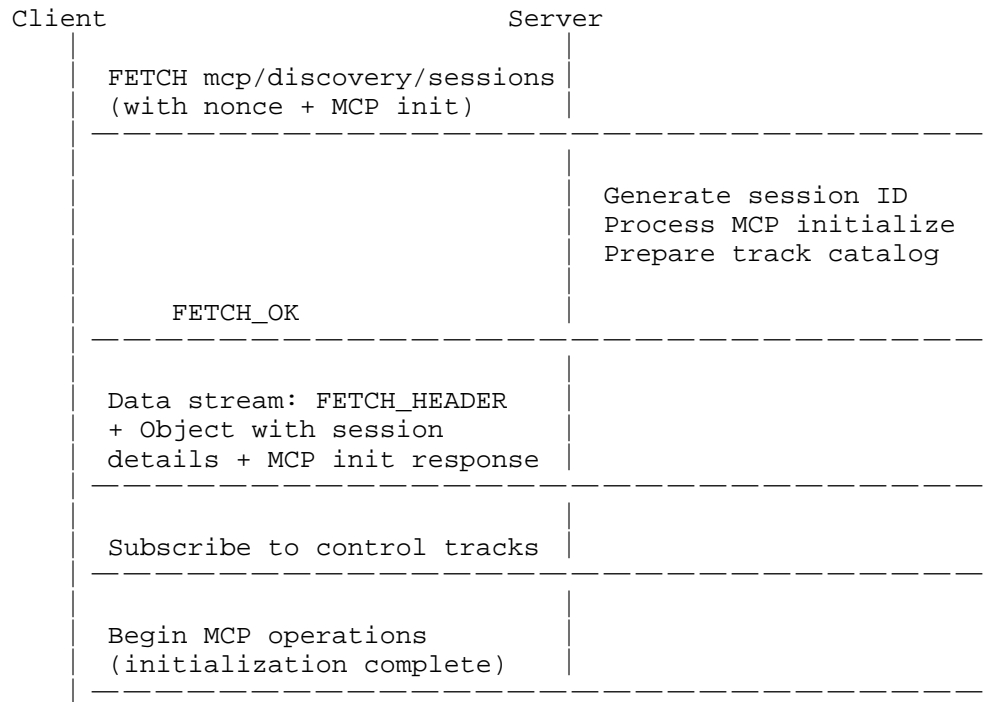 Client Server
FETCH mcp/discovery/sessions
(with nonce + MCP init)
Generate session ID
Process MCP initialize
Prepare track catalog
FETCH_OK
Data stream: FETCH_HEADER
+ Object with session
details + MCP init response
Subscribe to control tracks
Begin MCP operations
(initialization complete)